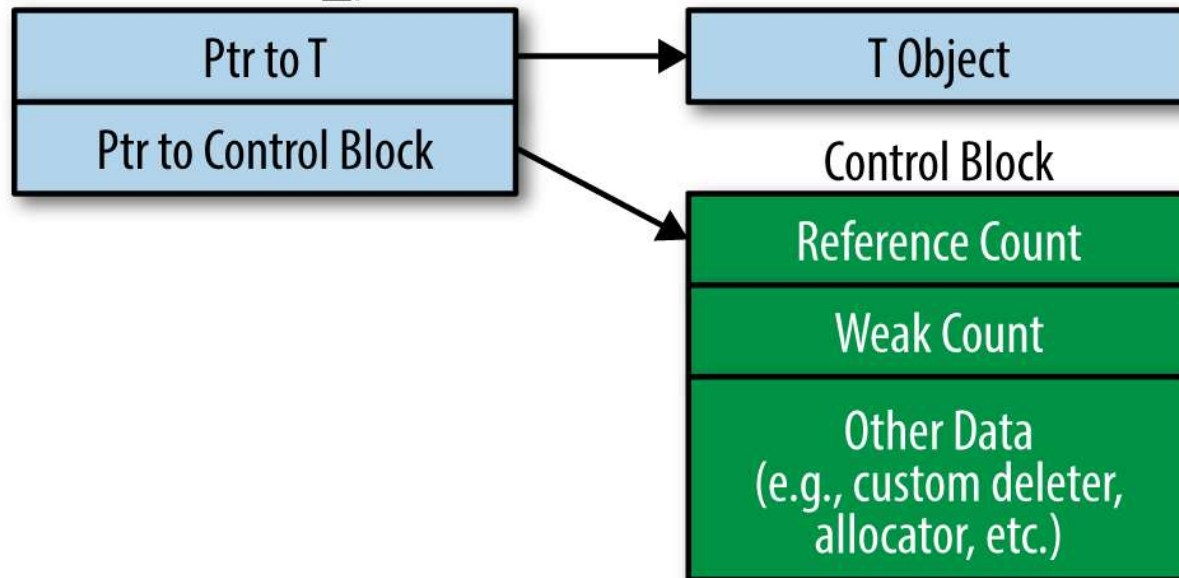 Ptr to T
T Object
Ptr to Control Block
Control Block
Reference Count
Weak Count
Other Data
(e.g., custom deleter,
allocator, etc.)